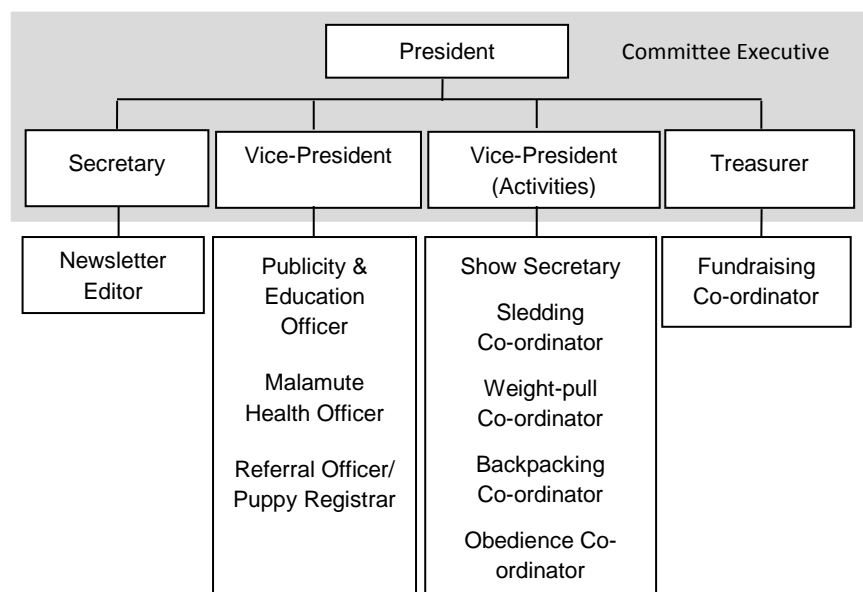 President
Committee Executive
Secretary
Vice-President
Vice-President
(Activities)
Treasurer
Newsletter
Editor
Publicity &
Education
Officer
Malamute
Health Officer
Referral Officer/
Puppy Registrar
Show Secretary
Sledding
Co-ordinator
Weight-pull
Co-ordinator
Backpacking
Co-ordinator
Obedience Co-
ordinator
Fundraising
Co-ordinator